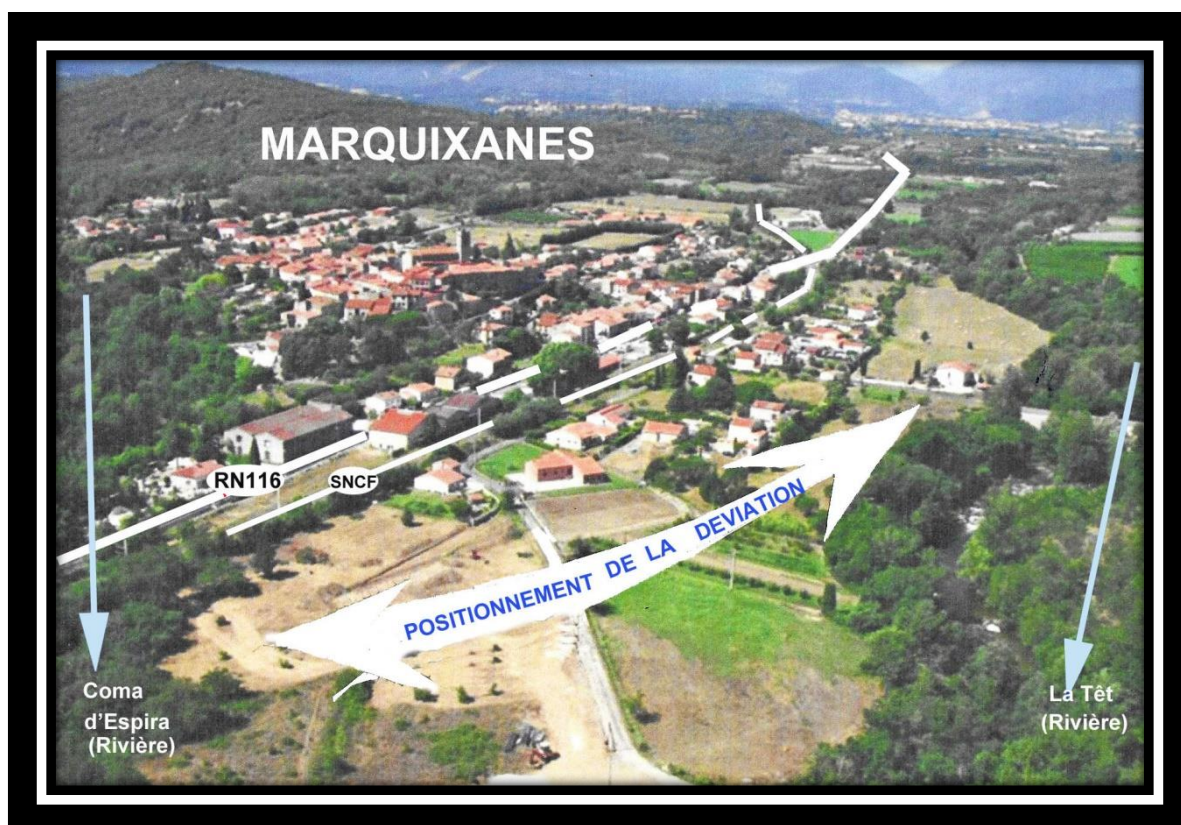 MARQUIXANES
RN116
SNCF
POSITIONNEMENT DE LA DEVIATION
Coma
d'Espira
(Rivière)
La Têt
(Rivière)